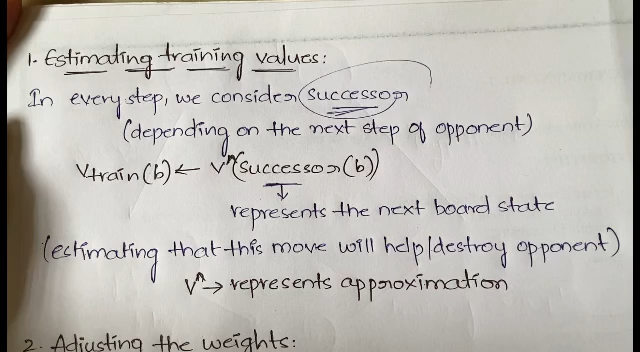 1. Estimating training values:
In every step, we consider successor
(depending on the next step of opponent)
Vtrain(b) ← V^(Successor(b))
↓
represents the next board state
(estimating that this move will help/destroy opponent)
V^ → represents approximation
2. Adjusting the weights: